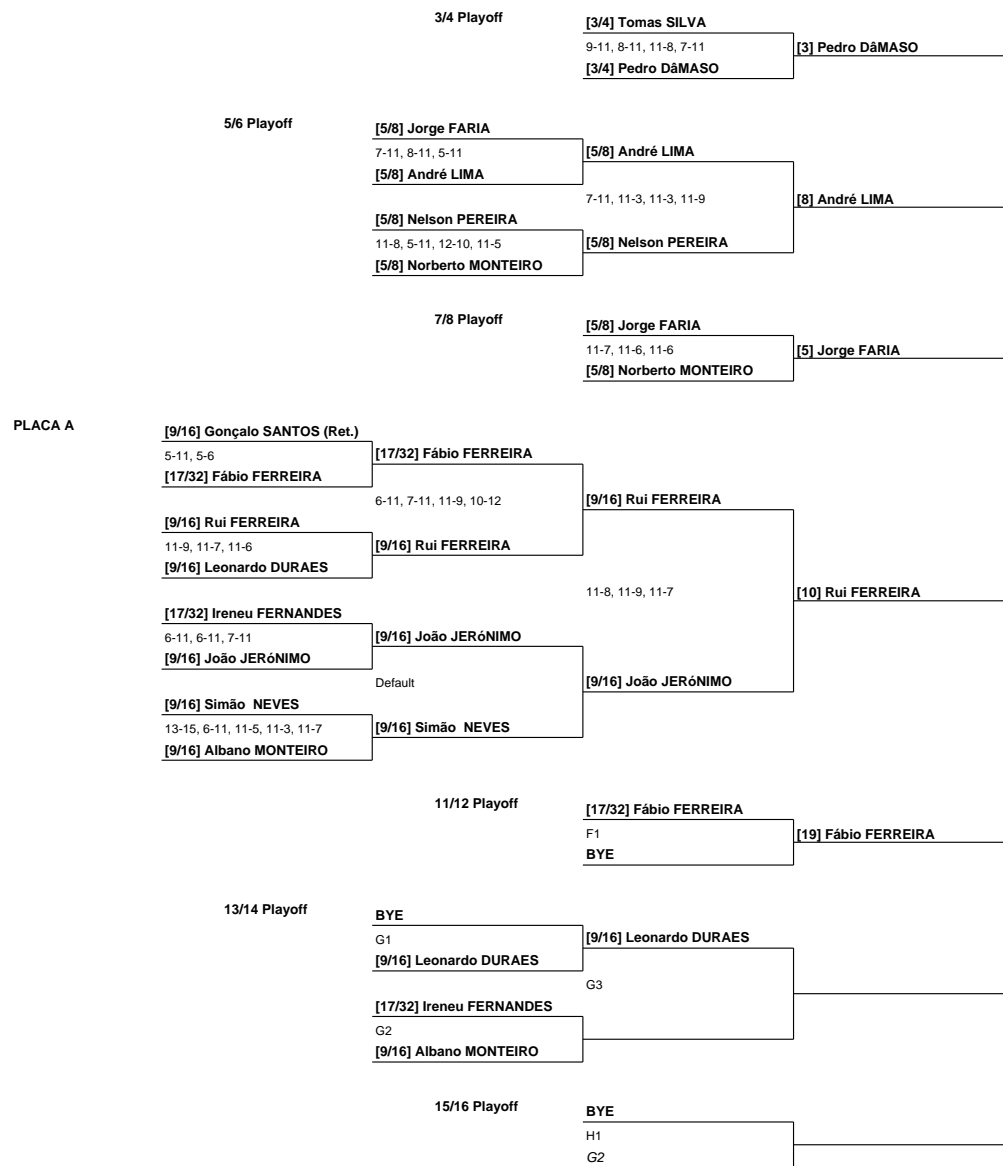 3/4 Playoff
[3/4] Tomas SILVA
9-11, 8-11, 11-8, 7-11
[3] Pedro DâMASO
[3/4] Pedro DâMASO
5/6 Playoff
[5/8] Jorge FARIA
7-11, 8-11, 5-11
[5/8] André LIMA
[5/8] André LIMA
7-11, 11-3, 11-3, 11-9
[8] André LIMA
[5/8] Nelson PEREIRA
11-8, 5-11, 12-10, 11-5
[5/8] Nelson PEREIRA
[5/8] Norberto MONTEIRO
7/8 Playoff
[5/8] Jorge FARIA
11-7, 11-6, 11-6
[5] Jorge FARIA
[5/8] Norberto MONTEIRO
PLACA A
[9/16] Gonçalo SANTOS (Ret.)
5-11, 5-6
[17/32] Fábio FERREIRA
[17/32] Fábio FERREIRA
6-11, 7-11, 11-9, 10-12
[9/16] Rui FERREIRA
[9/16] Rui FERREIRA
11-9, 11-7, 11-6
[9/16] Rui FERREIRA
[9/16] Leonardo DURAES
11-8, 11-9, 11-7
[10] Rui FERREIRA
[17/32] Ireneu FERNANDES
6-11, 6-11, 7-11
[9/16] João JERóNIMO
[9/16] João JERóNIMO
Default
[9/16] João JERóNIMO
[9/16] Simão  NEVES
13-15, 6-11, 11-5, 11-3, 11-7
[9/16] Simão  NEVES
[9/16] Albano MONTEIRO
11/12 Playoff
[17/32] Fábio FERREIRA
F1
[19] Fábio FERREIRA
BYE
13/14 Playoff
BYE
G1
[9/16] Leonardo DURAES
[9/16] Leonardo DURAES
G3
[17/32] Ireneu FERNANDES
G2
[9/16] Albano MONTEIRO
15/16 Playoff
BYE
H1
G2